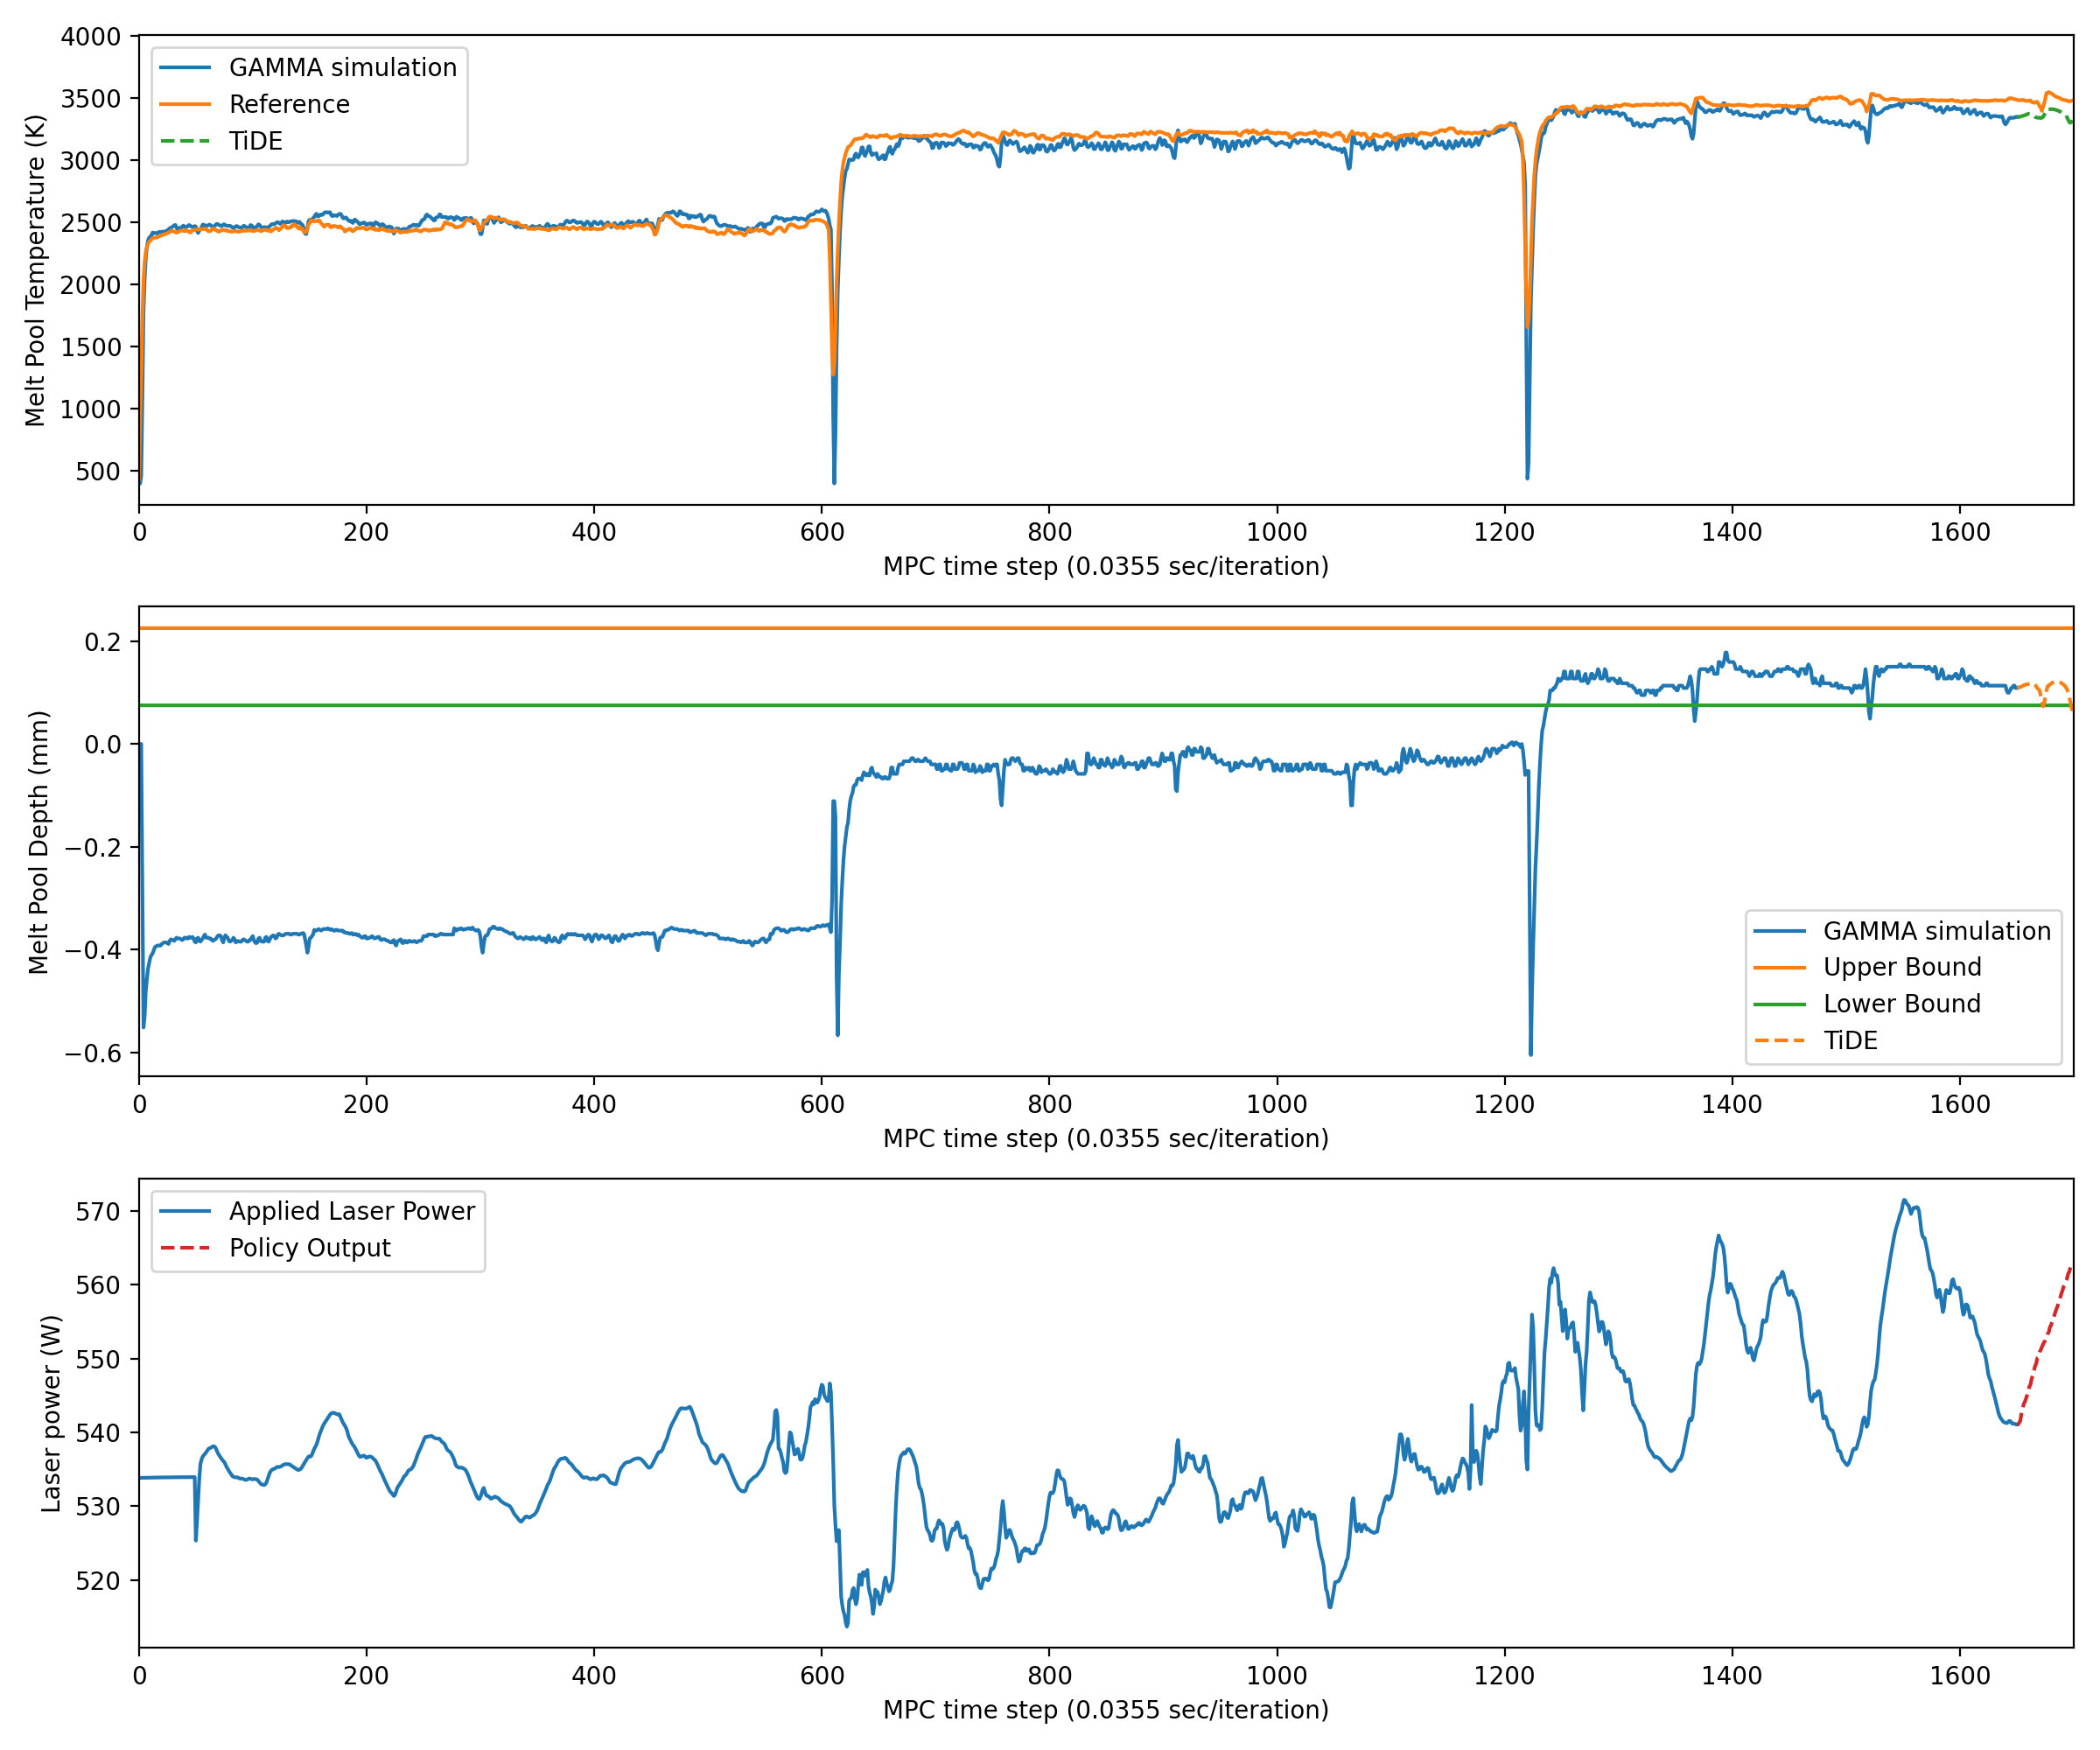 4000
3500
3000
2500
2000
1500
1000
500
Melt Pool Temperature (K)
GAMMA simulation
Reference
TiDE
0 200 400 600 800 1000 1200 1400 1600
MPC time step (0.0355 sec/iteration)
0.2
0.0
−0.2
−0.4
−0.6
Melt Pool Depth (mm)
GAMMA simulation
Upper Bound
Lower Bound
TiDE
0 200 400 600 800 1000 1200 1400 1600
MPC time step (0.0355 sec/iteration)
570
560
550
540
530
520
Laser power (W)
Applied Laser Power
Policy Output
0 200 400 600 800 1000 1200 1400 1600
MPC time step (0.0355 sec/iteration)